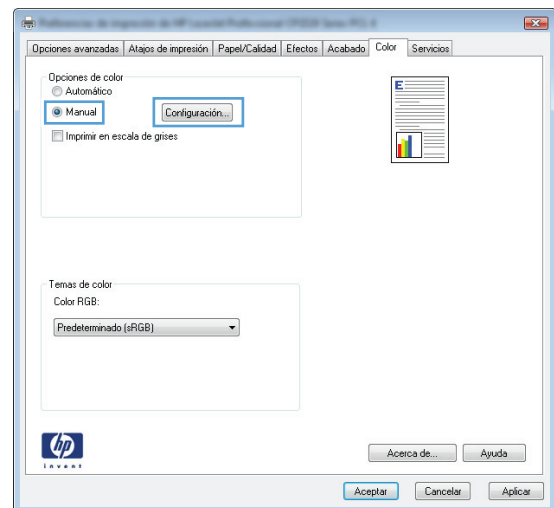 Opciones avanzadas Atajos de impresión Papel/Calidad Efectos Acabado Color Servicios
Opciones de color
Automático
Manual Configuración...
Imprimir en escala de grises
E
Temas de color
Color RGB:
Predeterminado (sRGB)
hp
invent
Acerca de... Ayuda
Aceptar Cancelar Aplicar